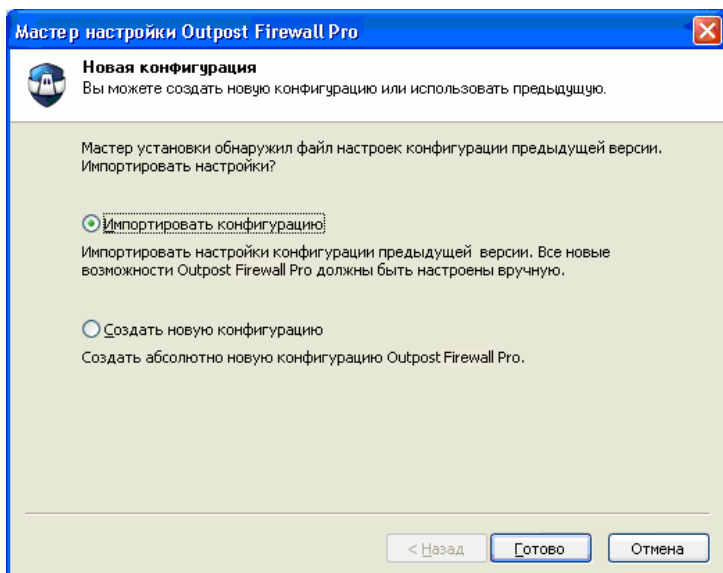 Мастер настройки Outpost Firewall Pro
Новая конфигурация
Вы можете создать новую конфигурацию или использовать предыдущую.
Мастер установки обнаружил файл настроек конфигурации предыдущей версии.
Импортировать настройки?
Импортировать конфигурацию
Импортировать настройки конфигурации предыдущей версии. Все новые
возможности Outpost Firewall Pro должны быть настроены вручную.
Создать новую конфигурацию
Создать абсолютно новую конфигурацию Outpost Firewall Pro.
< Назад
Готово
Отмена